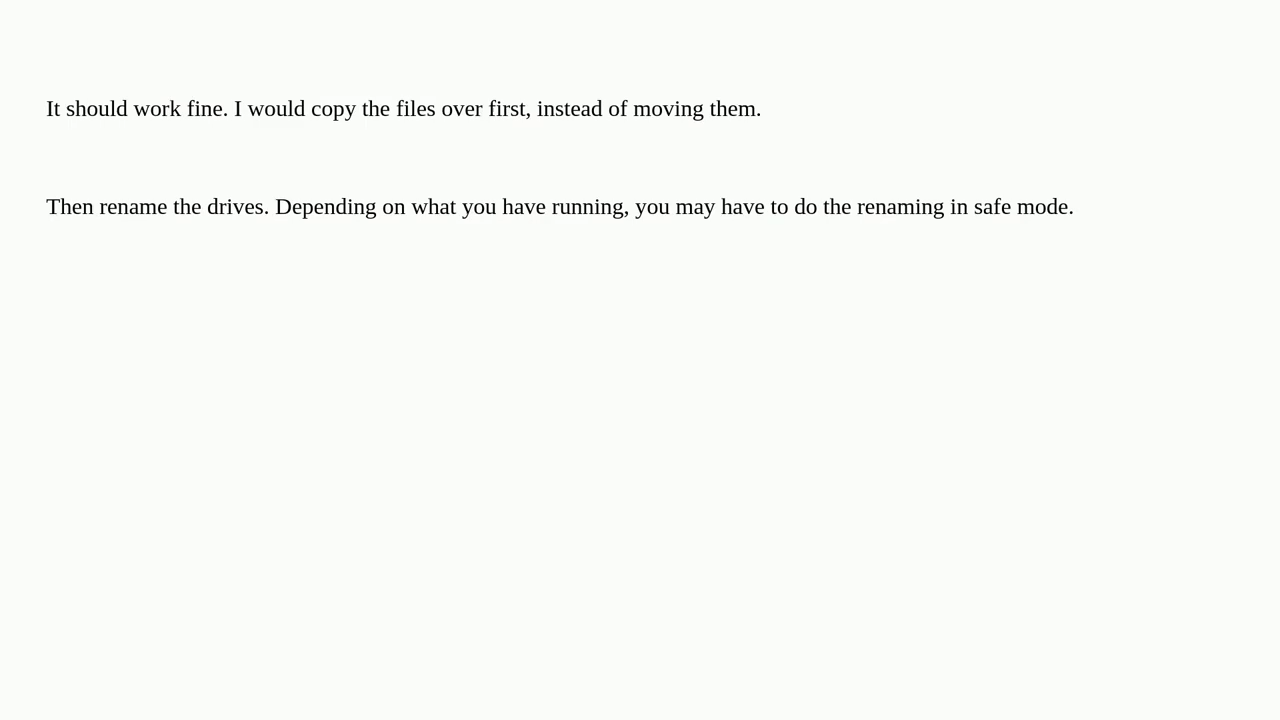 It should work fine. I would copy the files over first, instead of moving them.
Then rename the drives. Depending on what you have running, you may have to do the renaming in safe mode.